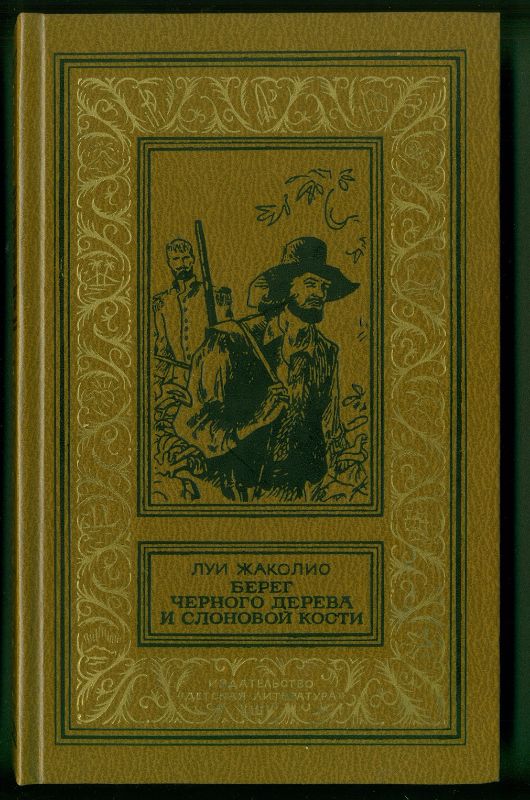 ЛУИ ЖАКОЛИО
БЕРЕГ
ЧЕРНОГО ДЕРЕВА
И СЛОНОВОЙ КОСТИ
ИЗДАТЕЛЬСТВО
«ДЕТСКАЯ ЛИТЕРАТУРА»